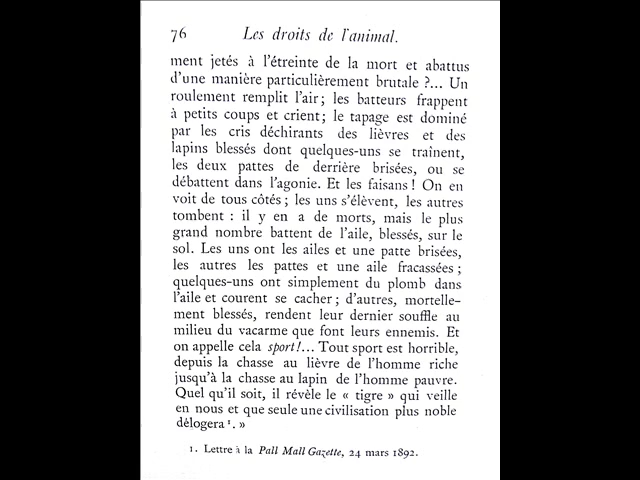 76 Les droits de l'animal.
ment jetés à l'étreinte de la mort et abattus
d'une manière particulièrement brutale ?... Un
roulement remplit l'air ; les batteurs frappent
à petits coups et crient ; le tapage est dominé
par les cris déchirants des lièvres et des
lapins blessés dont quelques-uns se traînent,
les deux pattes de derrière brisées, ou se
débattent dans l'agonie. Et les faisans ! On en
voit de tous côtés ; les uns s'élèvent, les autres
tombent : il y en a de morts, mais le plus
grand nombre battent de l'aile, blessés, sur le
sol. Les uns ont les ailes et une patte brisées,
les autres les pattes et une aile fracassées ;
quelques-uns ont simplement du plomb dans
l'aile et courent se cacher ; d'autres, mortelle-
ment blessés, rendent leur dernier souffle au
milieu du vacarme que font leurs ennemis. Et
on appelle cela sport !... Tout sport est horrible,
depuis la chasse au lièvre de l'homme riche
jusqu'à la chasse au lapin de l'homme pauvre.
Quel qu'il soit, il révèle le « tigre » qui veille
en nous et que seule une civilisation plus noble
délogera ¹. »
1. Lettre à la Pall Mall Gazette, 24 mars 1892.